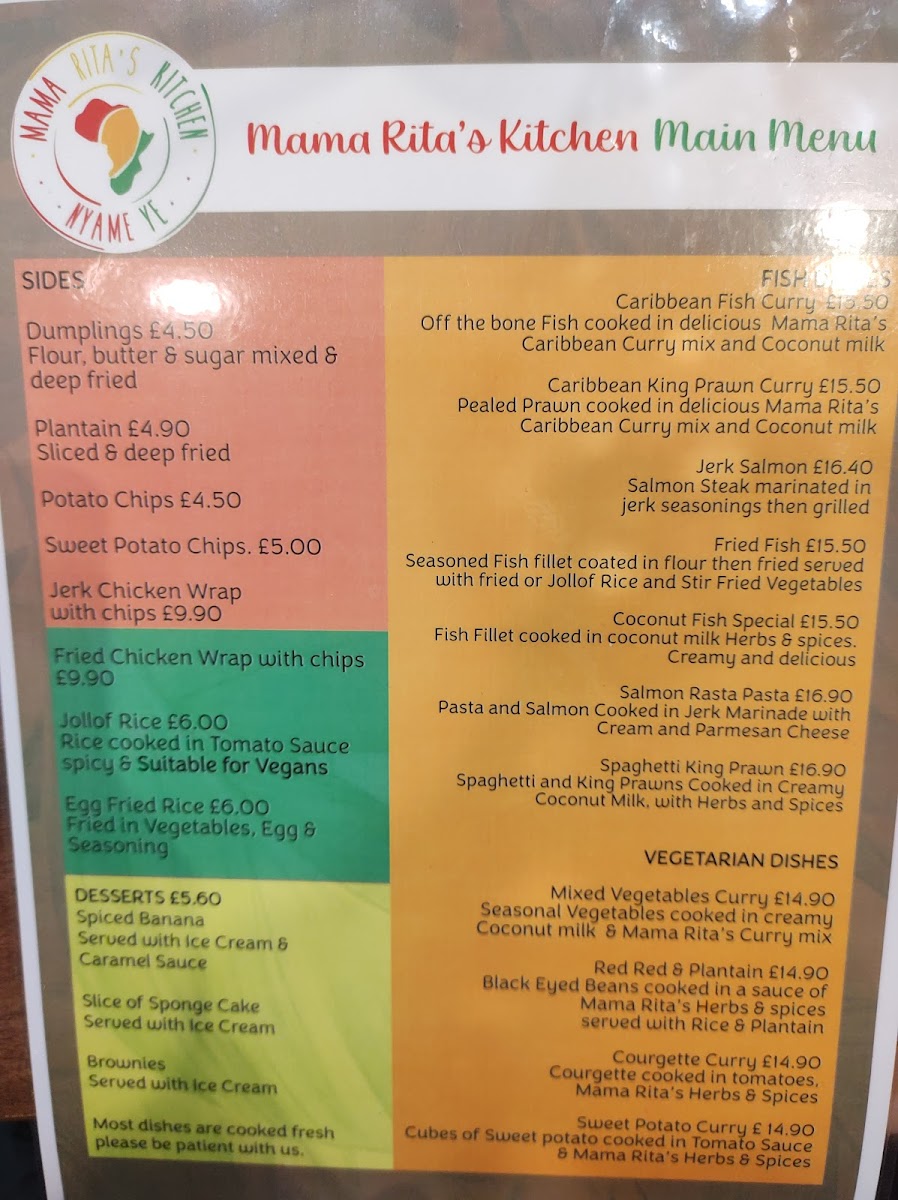 MAMA RITA'S KITCHEN
· NYAME YE ·
Mama Rita's Kitchen Main Menu
SIDES
Dumplings £4.50
Flour, butter & sugar mixed &
deep fried
Plantain £4.90
Sliced & deep fried
Potato Chips £4.50
Sweet Potato Chips. £5.00
Jerk Chicken Wrap
with chips £9.90
Fried Chicken Wrap with chips
£9.90
Jollof Rice £6.00
Rice cooked in Tomato Sauce
spicy & Suitable for Vegans
Egg Fried Rice £6.00
Fried in Vegetables, Egg &
Seasoning
DESSERTS £5.60
Spiced Banana
Served with Ice Cream &
Caramel Sauce
Slice of Sponge Cake
Served with Ice Cream
Brownies
Served with Ice Cream
Most dishes are cooked fresh
please be patient with us.
FISH
Caribbean Fish Curry
Off the bone Fish cooked in delicious Mama Rita's
Caribbean Curry mix and Coconut milk
Caribbean King Prawn Curry £15.50
Pealed Prawn cooked in delicious Mama Rita's
Caribbean Curry mix and Coconut milk
Jerk Salmon £16.40
Salmon Steak marinated in
jerk seasonings then grilled
Fried Fish £15.50
Seasoned Fish fillet coated in flour then fried served
with fried or Jollof Rice and Stir Fried Vegetables
Coconut Fish Special £15.50
Fish Fillet cooked in coconut milk Herbs & spices.
Creamy and delicious
Salmon Rasta Pasta £16.90
Pasta and Salmon Cooked in Jerk Marinade with
Cream and Parmesan Cheese
Spaghetti King Prawn £16.90
Spaghetti and King Prawns Cooked in Creamy
Coconut Milk, with Herbs and Spices
VEGETARIAN DISHES
Mixed Vegetables Curry £14.90
Seasonal Vegetables cooked in creamy
Coconut milk & Mama Rita's Curry mix
Red Red & Plantain £14.90
Black Eyed Beans cooked in a sauce of
Mama Rita's Herbs & spices
served with Rice & Plantain
Courgette Curry £14.90
Courgette cooked in tomatoes,
Mama Rita's Herbs & Spices
Sweet Potato Curry £ 14.90
Cubes of Sweet potato cooked in Tomato Sauce
& Mama Rita's Herbs & Spices